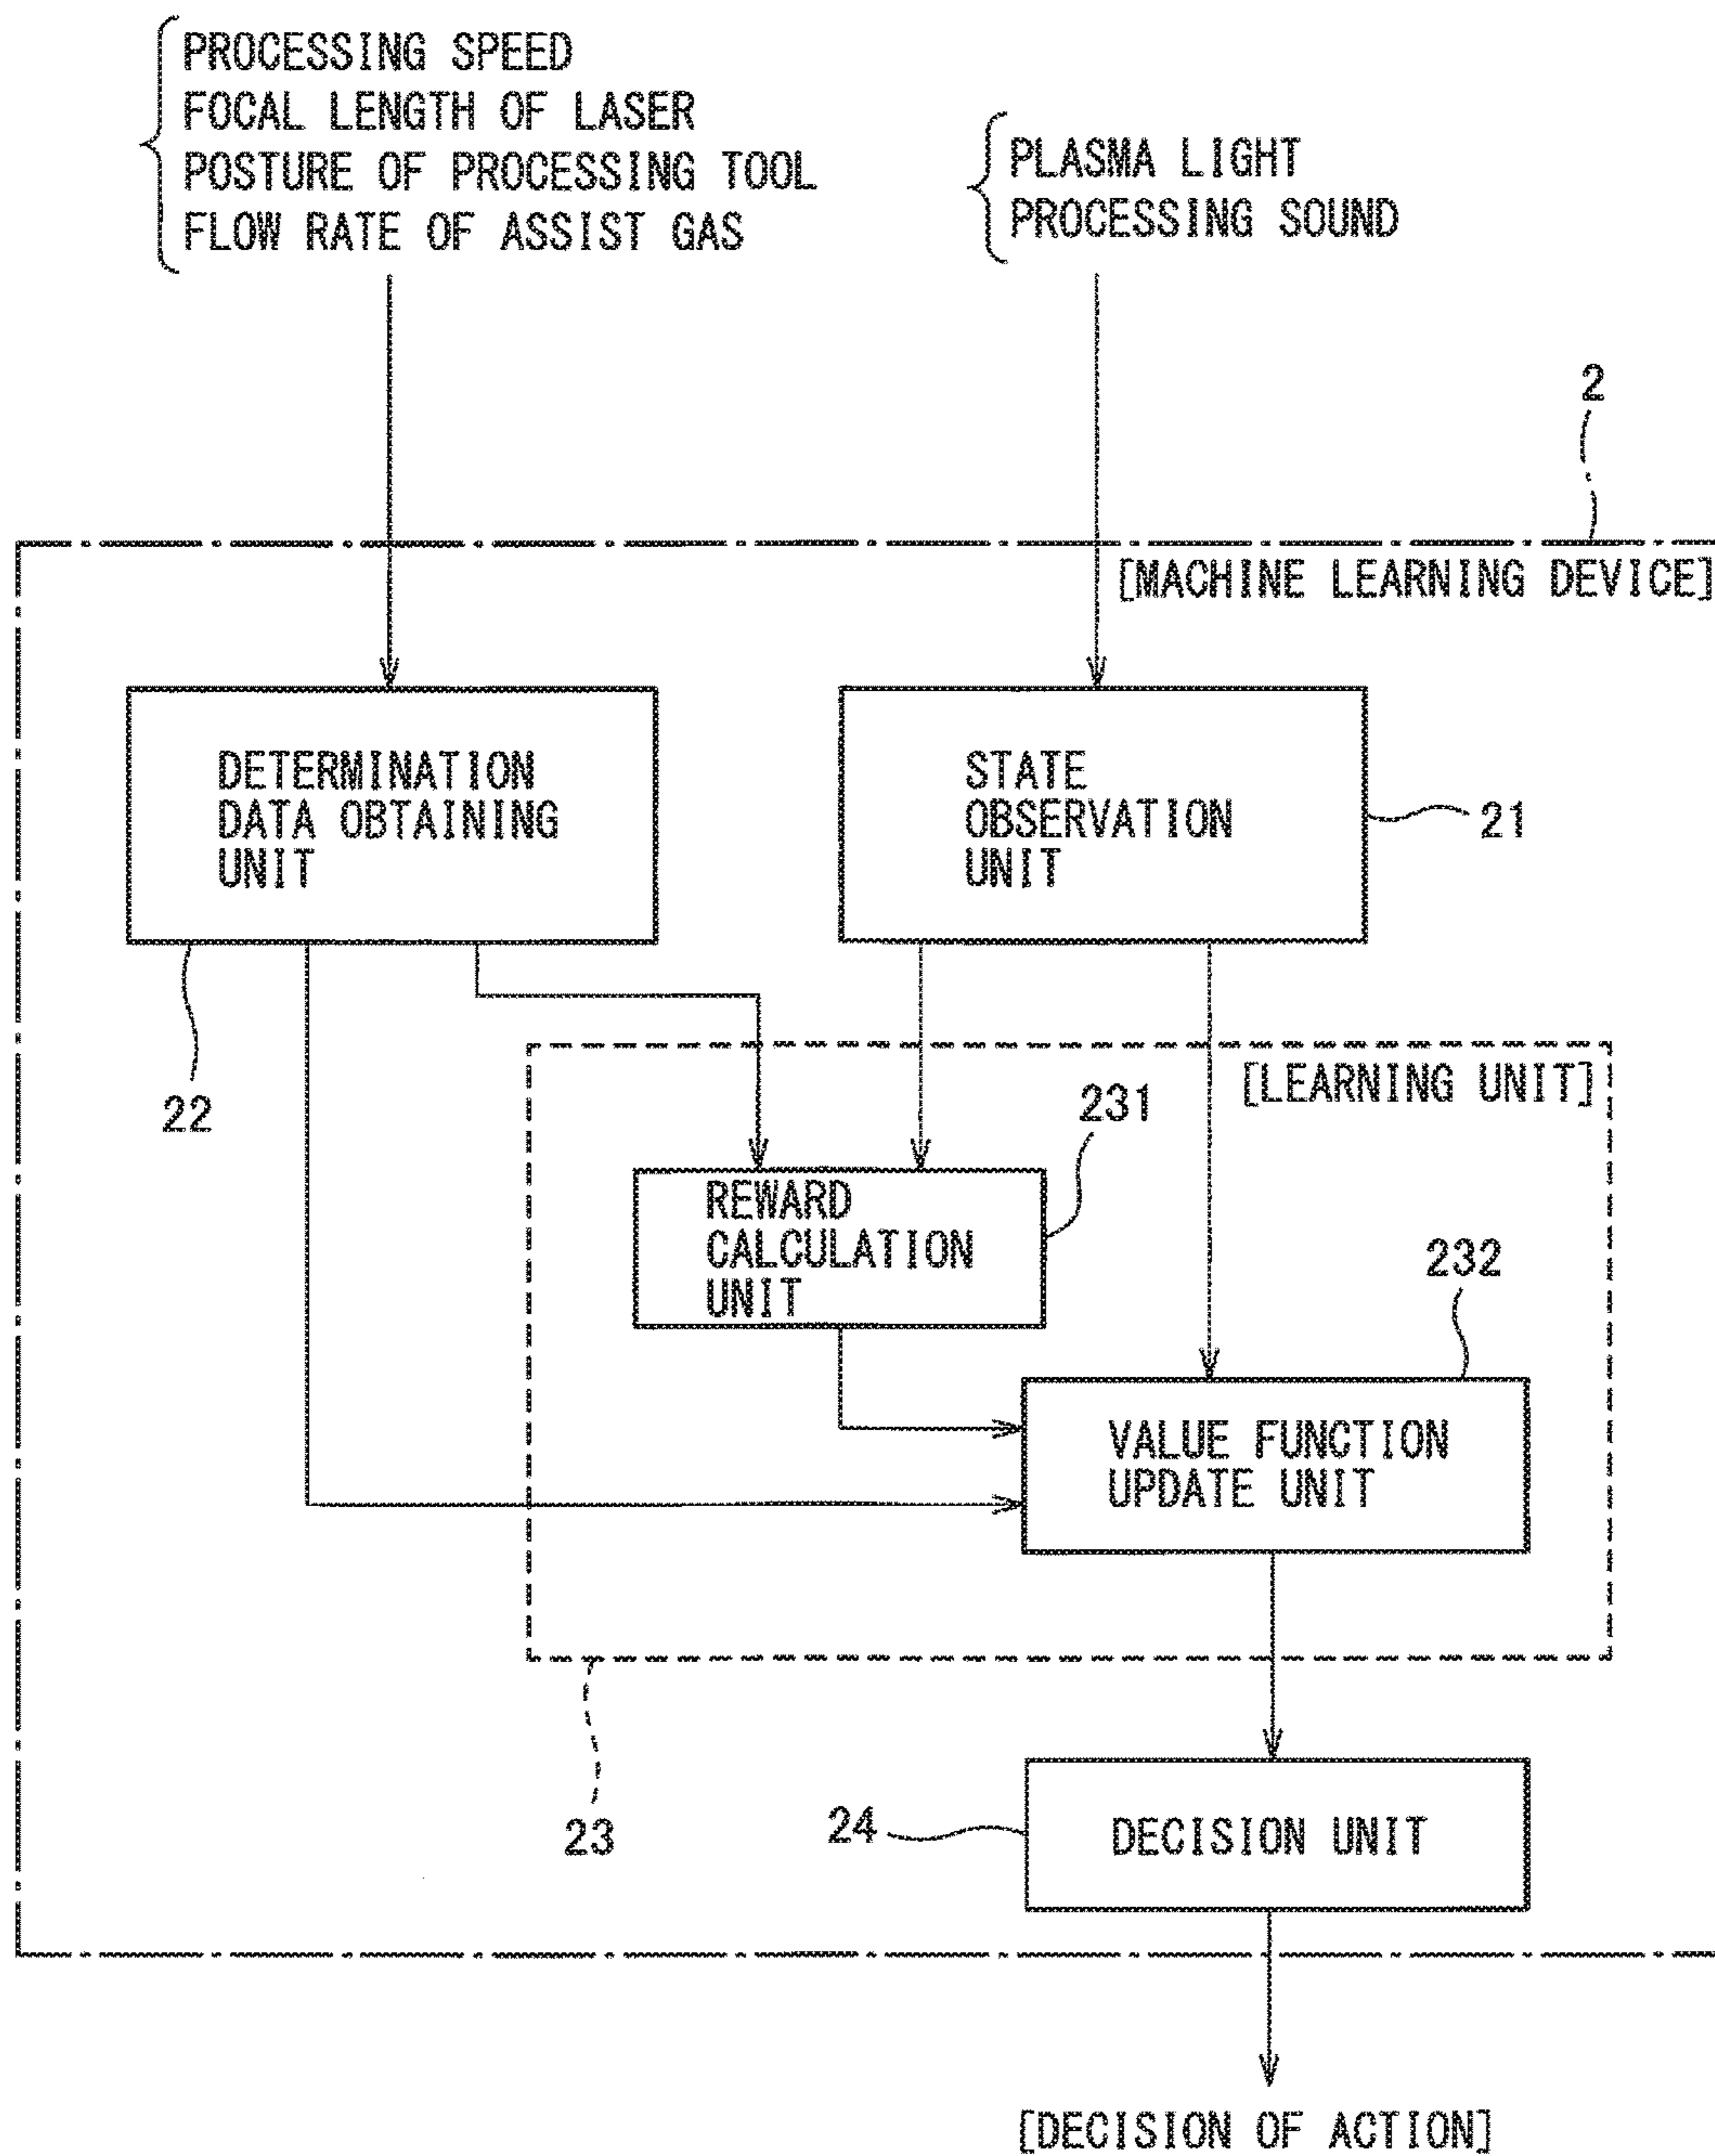 PROCESSING SPEED
FOCAL LENGTH OF LASER
POSTURE OF PROCESSING TOOL
FLOW RATE OF ASSIST GAS
PLASMA LIGHT
PROCESSING SOUND
2
[MACHINE LEARNING DEVICE]
DETERMINATION
DATA OBTAINING
UNIT
STATE
OBSERVATION
UNIT
21
22
[LEARNING UNIT]
231
REWARD
CALCULATION
UNIT
232
VALUE FUNCTION
UPDATE UNIT
23
24
DECISION UNIT
[DECISION OF ACTION]